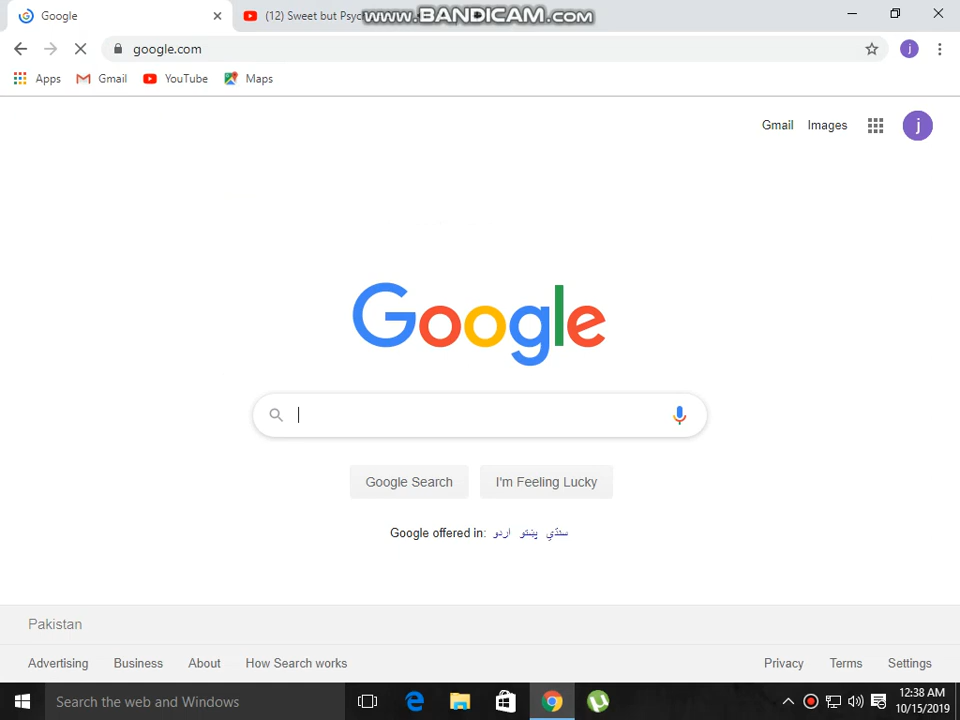 Google
(12) Sweet but Psyc
www.BANDICAM.com
google.com
j
Apps
Gmail
YouTube
Maps
Gmail
Images
j
Google
Google Search
I'm Feeling Lucky
Google offered in: اردو پښتو سنڌي
Pakistan
Advertising
Business
About
How Search works
Privacy
Terms
Settings
Search the web and Windows
12:38 AM
10/15/2019